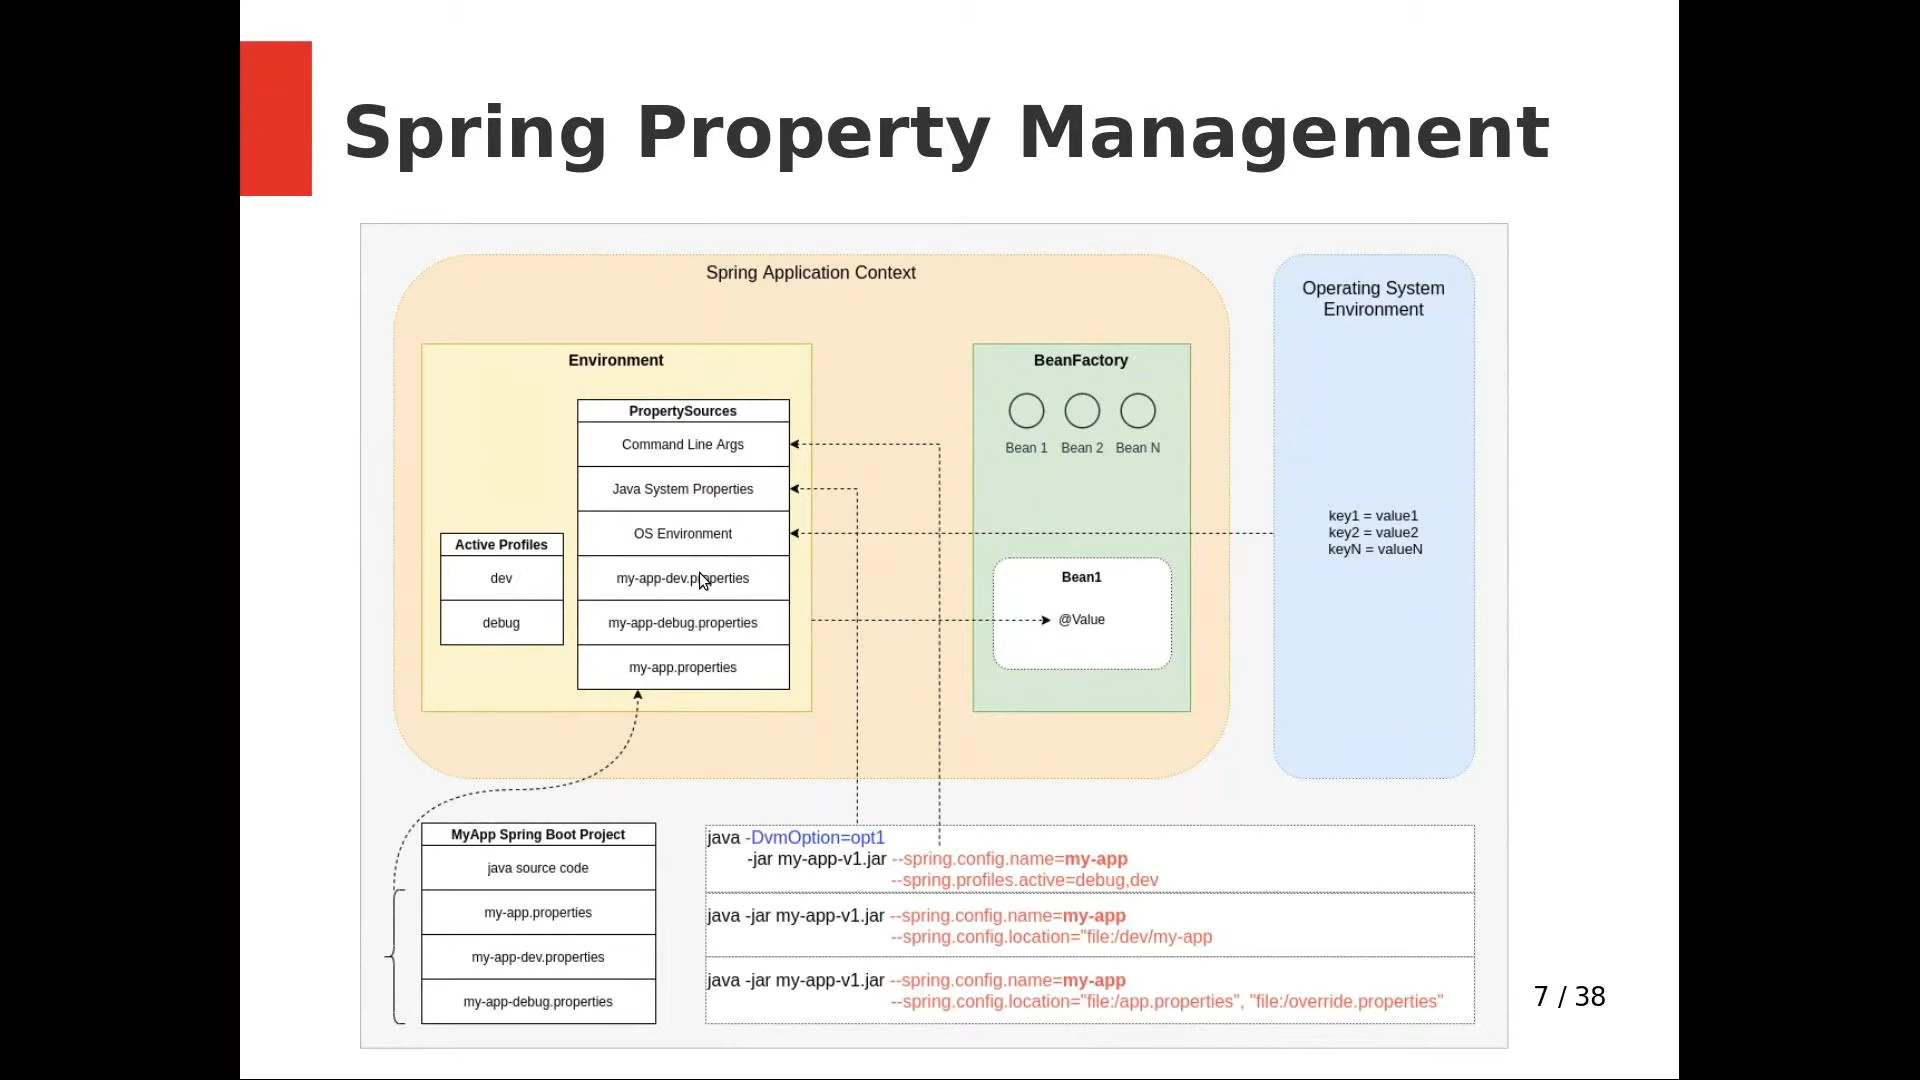 Spring Property Management
Spring Application Context
Operating System
Environment
Environment
BeanFactory
PropertySources
Command Line Args
Java System Properties
OS Environment
my-app-dev.properties
my-app-debug.properties
my-app.properties
Active Profiles
dev
debug
Bean 1 Bean 2 Bean N
Bean1
@Value
key1 = value1
key2 = value2
keyN = valueN
MyApp Spring Boot Project
java source code
my-app.properties
my-app-dev.properties
my-app-debug.properties
java -DvmOption=opt1
-jar my-app-v1.jar --spring.config.name=my-app
--spring.profiles.active=debug,dev
java -jar my-app-v1.jar --spring.config.name=my-app
--spring.config.location="file:/dev/my-app
java -jar my-app-v1.jar --spring.config.name=my-app
--spring.config.location="file:/app.properties", "file:/override.properties"
7 / 38